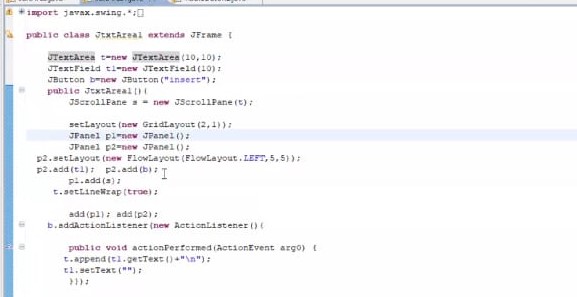 import javax.swing.*;
public class JtxtAreal extends JFrame {
JTextArea t=new JTextArea(10,10);
JTextField t1=new JTextField(10);
JButton b=new JButton("insert");
public JtxtAreal(){
JScrollPane s = new JScrollPane(t);
setLayout(new GridLayout(2,1));
JPanel p1=new JPanel();
JPanel p2=new JPanel();
p2.setLayout(new FlowLayout(FlowLayout.LEFT,5,5));
p2.add(t1); p2.add(b);
p1.add(s);
t.setLineWrap(true);
add(p1); add(p2);
b.addActionListener(new ActionListener(){
public void actionPerformed(ActionEvent arg0) {
t.append(t1.getText()+"\n");
t1.setText("");
}});